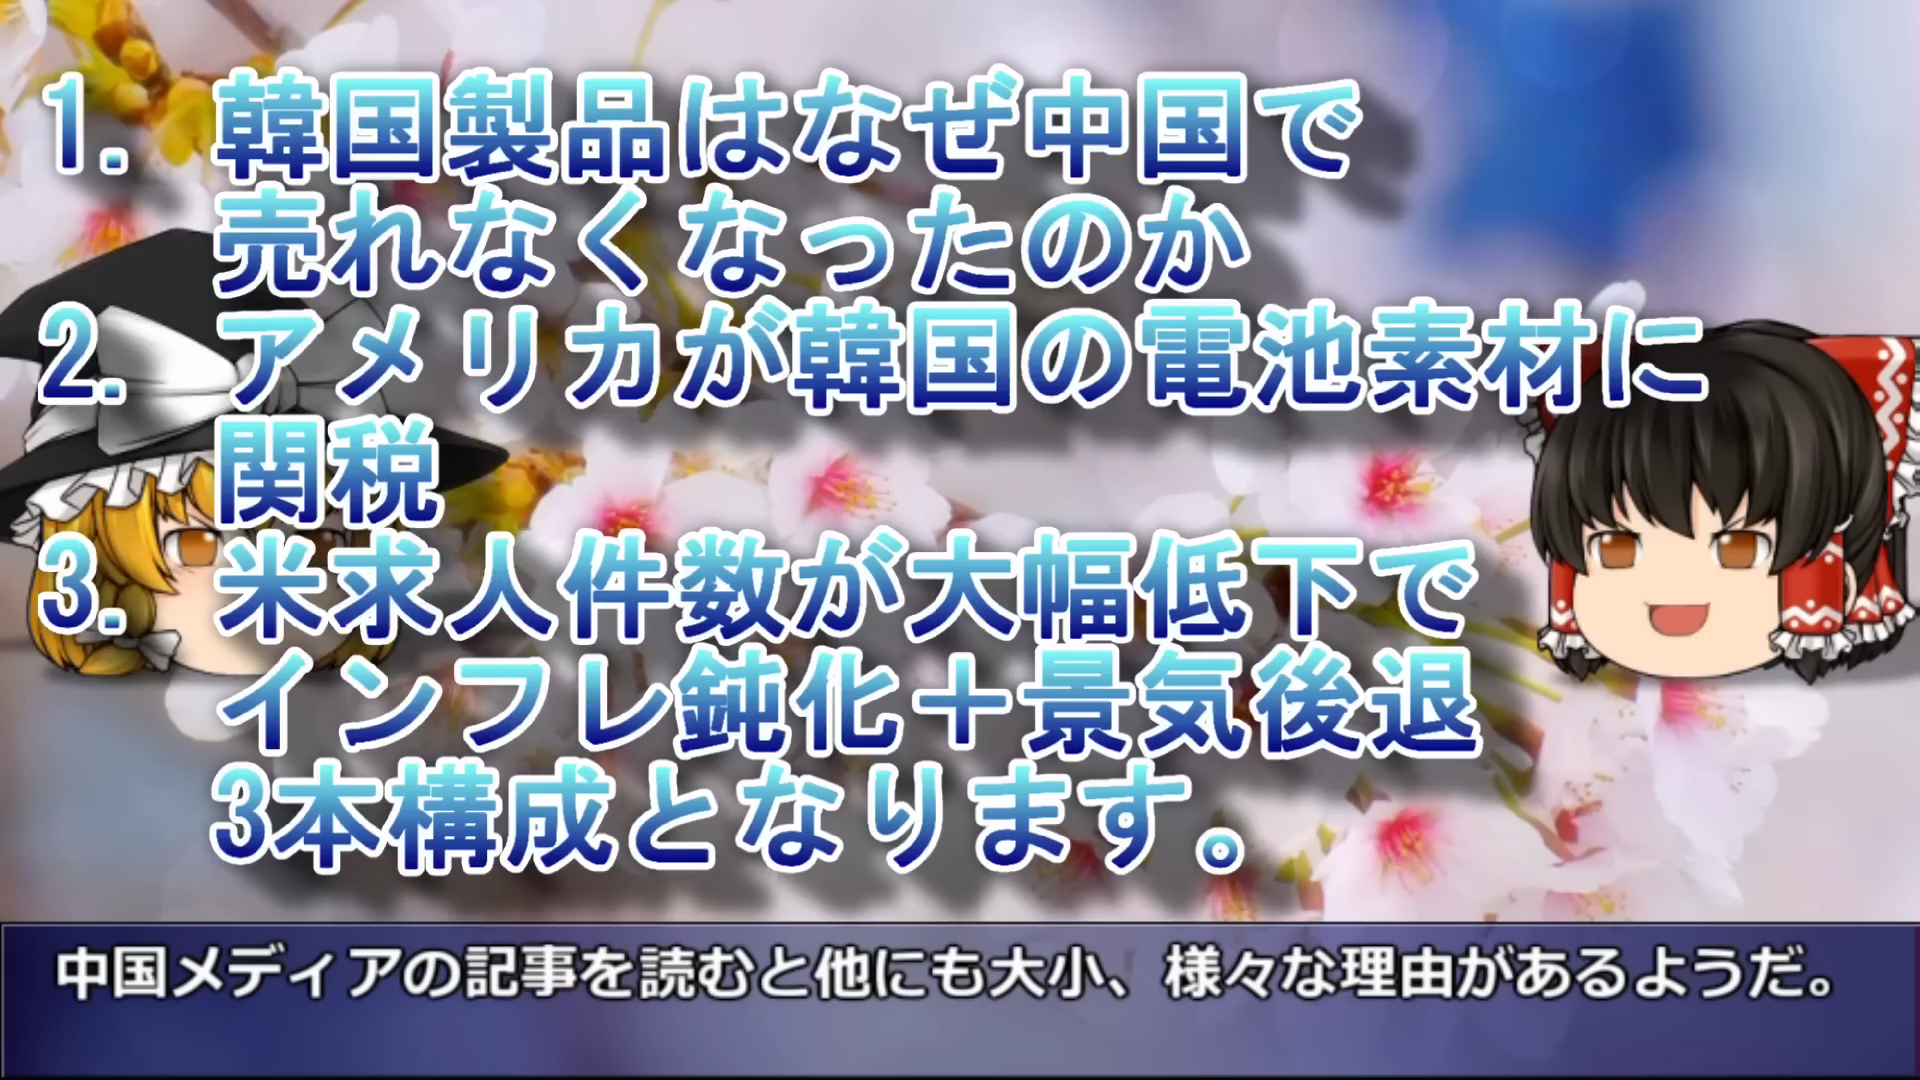 1. 韓国製品はなぜ中国で
売れなくなったのか
2. アメリカが韓国の電池素材に
関税
3. 米求人件数が大幅低下で
インフレ鈍化＋景気後退
3本構成となります。
中国メディアの記事を読むと他にも大小、様々な理由があるようだ。